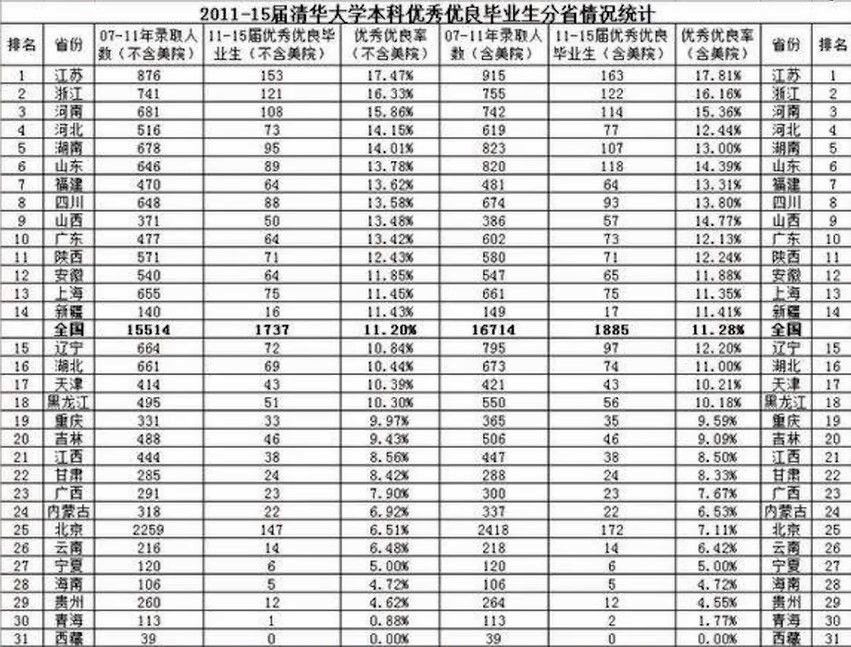 2011-15届清华大学本科优秀优良毕业生分省情况统计
排名 省份 07-11年录取人数（不含美院） 11-15届优秀优良毕业生（不含美院） 优秀优良率（不含美院） 07-11年录取人数（含美院） 11-15届优秀优良毕业生（含美院） 优秀优良率（含美院） 省份 排名
1 江苏 876 153 17.47% 915 163 17.81% 江苏 1
2 浙江 741 121 16.33% 755 122 16.16% 浙江 2
3 河南 681 108 15.86% 742 114 15.36% 河南 3
4 河北 516 73 14.15% 619 77 12.44% 河北 4
5 湖南 678 95 14.01% 823 107 13.00% 湖南 5
6 山东 646 89 13.78% 820 118 14.39% 山东 6
7 福建 470 64 13.62% 481 64 13.31% 福建 7
8 四川 648 88 13.58% 674 93 13.80% 四川 8
9 山西 371 50 13.48% 386 57 14.77% 山西 9
10 广东 477 64 13.42% 602 73 12.13% 广东 10
11 陕西 571 71 12.43% 580 71 12.24% 陕西 11
12 安徽 540 64 11.85% 547 65 11.88% 安徽 12
13 上海 655 75 11.45% 661 75 11.35% 上海 13
14 新疆 140 16 11.43% 149 17 11.41% 新疆 14
全国 15514 1737 11.20% 16714 1885 11.28% 全国
15 辽宁 664 72 10.84% 795 97 12.20% 辽宁 15
16 湖北 661 69 10.44% 673 74 11.00% 湖北 16
17 天津 414 43 10.39% 421 43 10.21% 天津 17
18 黑龙江 495 51 10.30% 550 56 10.18% 黑龙江 18
19 重庆 331 33 9.97% 365 35 9.59% 重庆 19
20 吉林 488 46 9.43% 506 46 9.09% 吉林 20
21 江西 444 38 8.56% 447 38 8.50% 江西 21
22 甘肃 285 24 8.42% 288 24 8.33% 甘肃 22
23 广西 291 23 7.90% 300 23 7.67% 广西 23
24 内蒙古 318 22 6.92% 337 22 6.53% 内蒙古 24
25 北京 2259 147 6.51% 2418 172 7.11% 北京 25
26 云南 216 14 6.48% 218 14 6.42% 云南 26
27 宁夏 120 6 5.00% 120 6 5.00% 宁夏 27
28 海南 106 5 4.72% 106 5 4.72% 海南 28
29 贵州 260 12 4.62% 264 12 4.55% 贵州 29
30 青海 113 1 0.88% 113 2 1.77% 青海 30
31 西藏 39 0 0.00% 39 0 0.00% 西藏 31